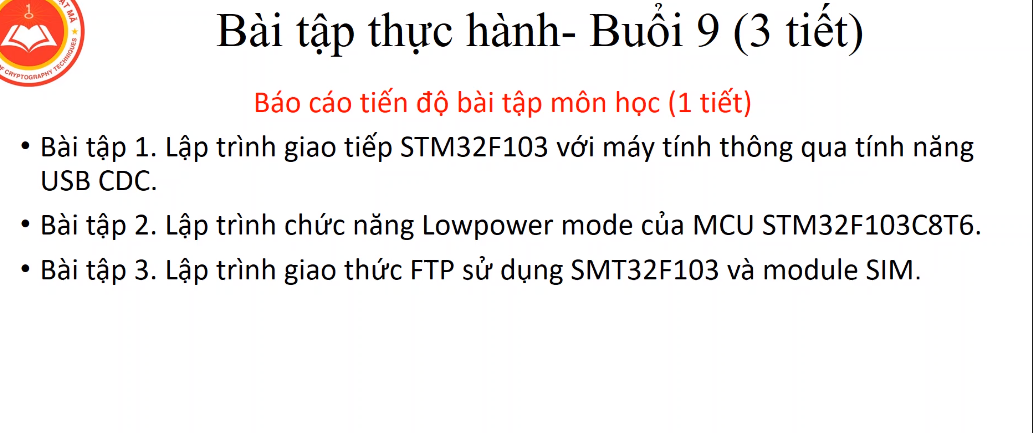 Bài tập thực hành- Buổi 9 (3 tiết)
Báo cáo tiến độ bài tập môn học (1 tiết)
• Bài tập 1. Lập trình giao tiếp STM32F103 với máy tính thông qua tính năng
USB CDC.
• Bài tập 2. Lập trình chức năng Lowpower mode của MCU STM32F103C8T6.
• Bài tập 3. Lập trình giao thức FTP sử dụng SMT32F103 và module SIM.
CRYPTOGRAPHY TECHNIQUES